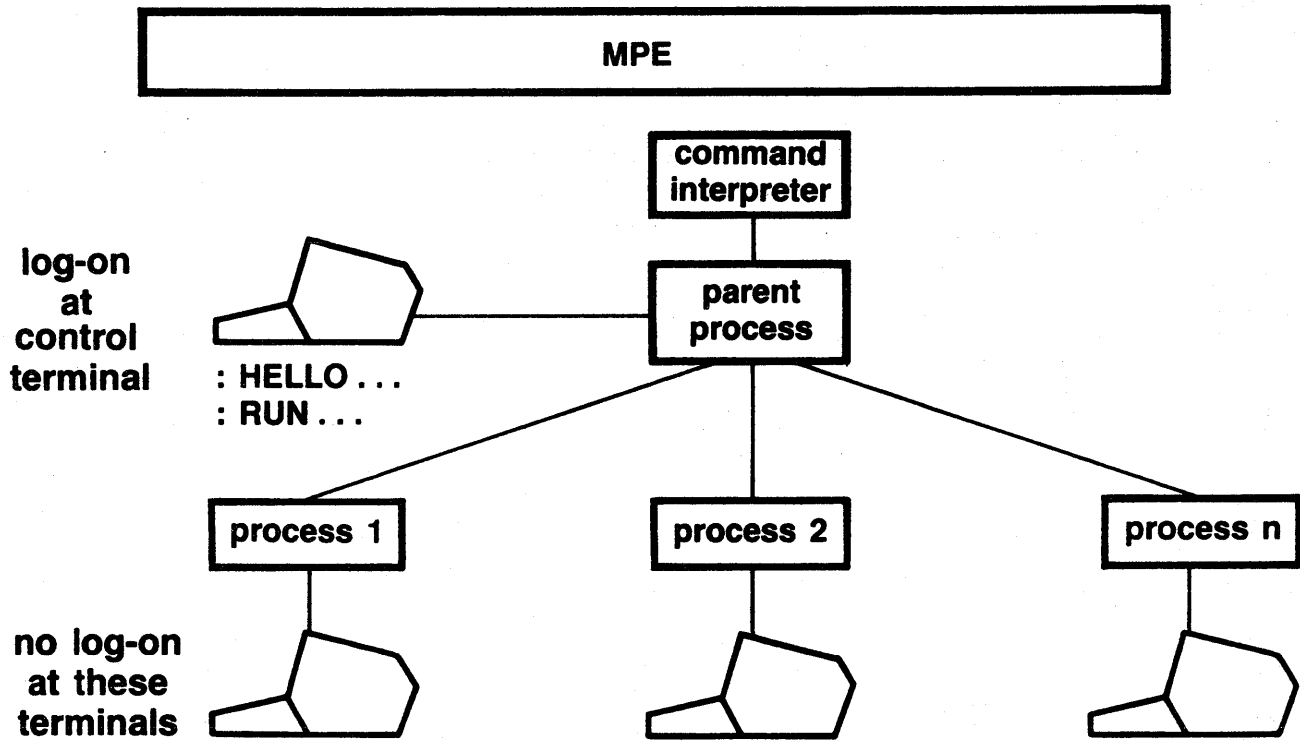 MPE
command
interpreter
log-on
at
control
terminal
parent
process
: HELLO . . .
: RUN . . .
process 1
process 2
process n
no log-on
at these
terminals